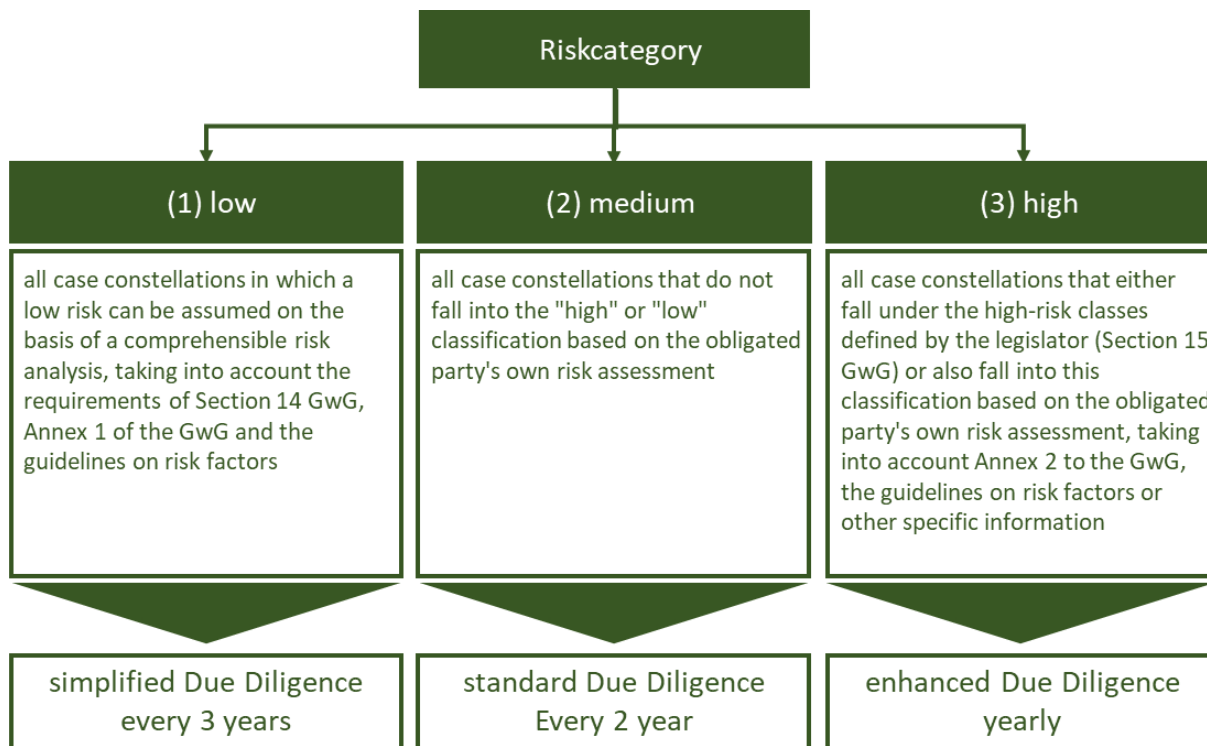 Riskcategory
(1) low
all case constellations in which a
low risk can be assumed on the
basis of a comprehensible risk
analysis, taking into account the
requirements of Section 14 GwG,
Annex 1 of the GwG and the
guidelines on risk factors
simplified Due Diligence
every 3 years
(2) medium
all case constellations that do not
fall into the "high" or "low"
classification based on the obligated
party's own risk assessment
standard Due Diligence
Every 2 year
(3) high
all case constellations that either
fall under the high-risk classes
defined by the legislator (Section 15
GwG) or also fall into this
classification based on the obligated
party's own risk assessment, taking
into account Annex 2 to the GwG,
the guidelines on risk factors or
other specific information
enhanced Due Diligence
yearly